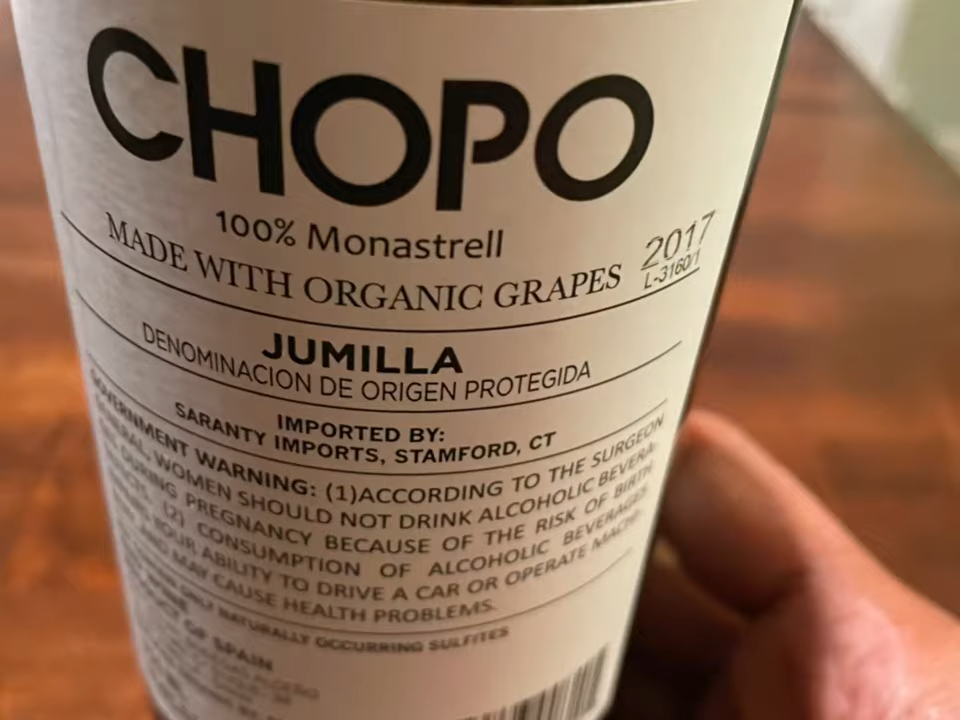 CHOPO
100% Monastrell
MADE WITH ORGANIC GRAPES
2017
L-3160/1
JUMILLA
DENOMINACION DE ORIGEN PROTEGIDA
IMPORTED BY:
SARANTY IMPORTS, STAMFORD, CT
GOVERNMENT WARNING: (1)ACCORDING TO THE SURGEON
WOMEN SHOULD NOT DRINK ALCOHOLIC BEVERA-
DURING PREGNANCY BECAUSE OF THE RISK OF BIRTH
(2) CONSUMPTION OF ALCOHOLIC BEVERAGES
YOUR ABILITY TO DRIVE A CAR OR OPERATE MACHI-
MAY CAUSE HEALTH PROBLEMS.
ONLY NATURALLY OCCURRING SULFITES
OF SPAIN